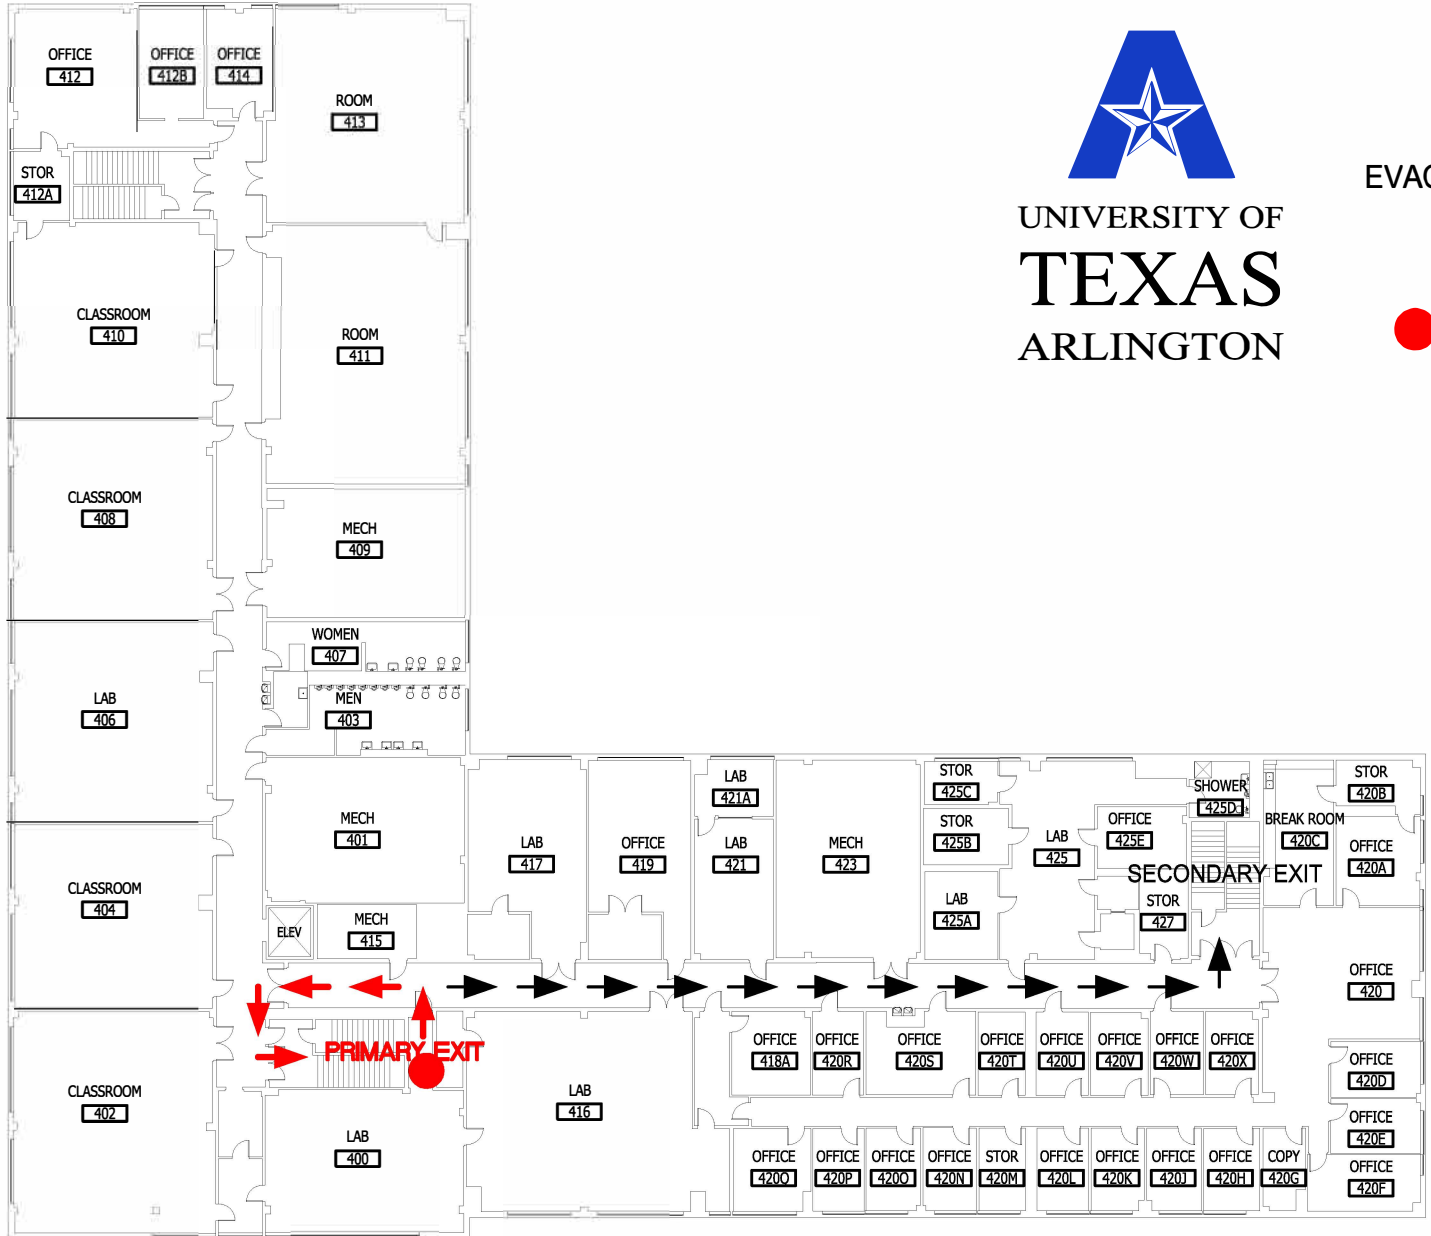 OFFICE
412
OFFICE
412B
OFFICE
414
ROOM
413
STOR
412A
UNIVERSITY OF
TEXAS
ARLINGTON
EVAC
CLASSROOM
410
ROOM
411
CLASSROOM
408
MECH
409
WOMEN
407
MEN
403
LAB
406
MECH
401
LAB
417
OFFICE
419
LAB
421A
LAB
421
MECH
423
STOR
425C
STOR
425B
LAB
425A
LAB
425
OFFICE
425E
SHOWER
425D
BREAK ROOM
420C
STOR
420B
OFFICE
420A
SECONDARY EXIT
STOR
427
CLASSROOM
404
ELEV
MECH
415
OFFICE
420
PRIMARY EXIT
CLASSROOM
402
LAB
400
LAB
416
OFFICE
418A
OFFICE
420R
OFFICE
420S
OFFICE
420T
OFFICE
420U
OFFICE
420V
OFFICE
420W
OFFICE
420X
OFFICE
420D
OFFICE
420E
OFFICE
420F
OFFICE
420Q
OFFICE
420P
OFFICE
420O
OFFICE
420N
STOR
420M
OFFICE
420L
OFFICE
420K
OFFICE
420J
OFFICE
420H
COPY
420G